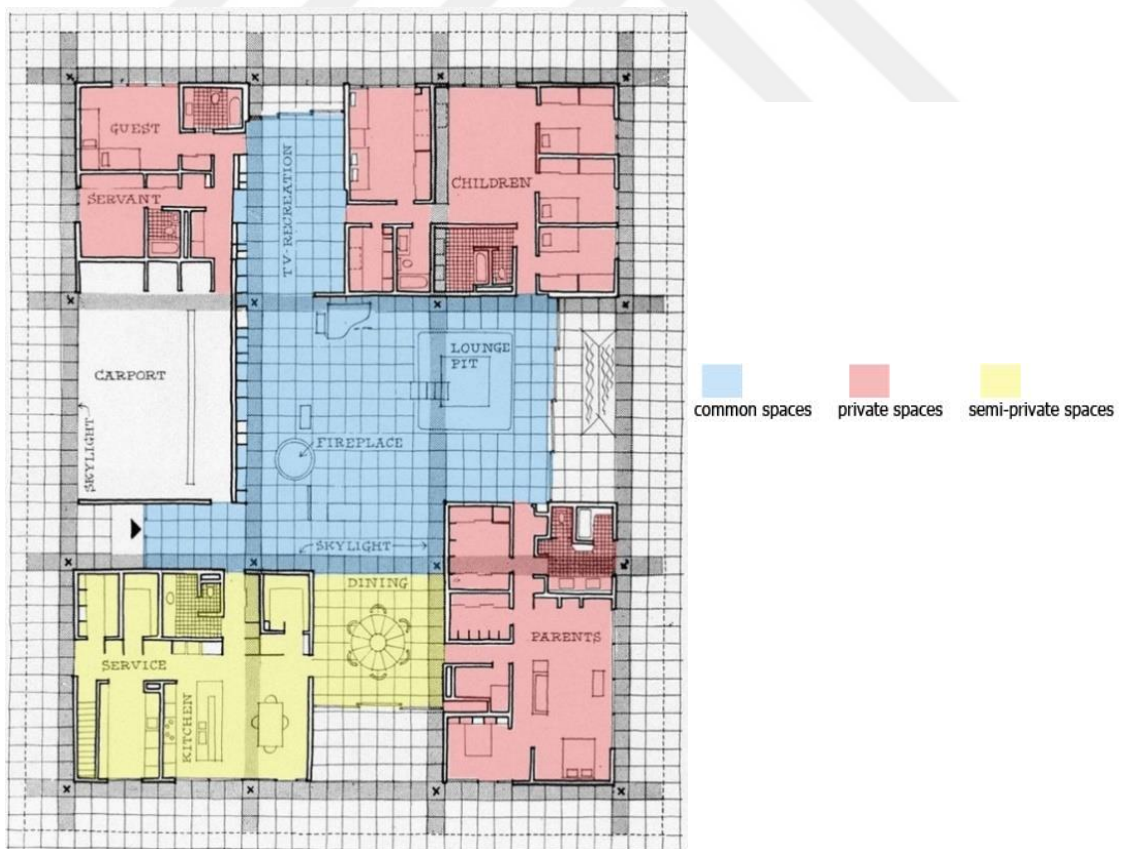 GUEST
SERVANT
TV-RECREATION
CHILDREN
CARPORT
SKYLIGHT
LOUNGE
PIT
FIREPLACE
SKYLIGHT
DINING
SERVICE
KITCHEN
PARENTS
common spaces private spaces semi-private spaces